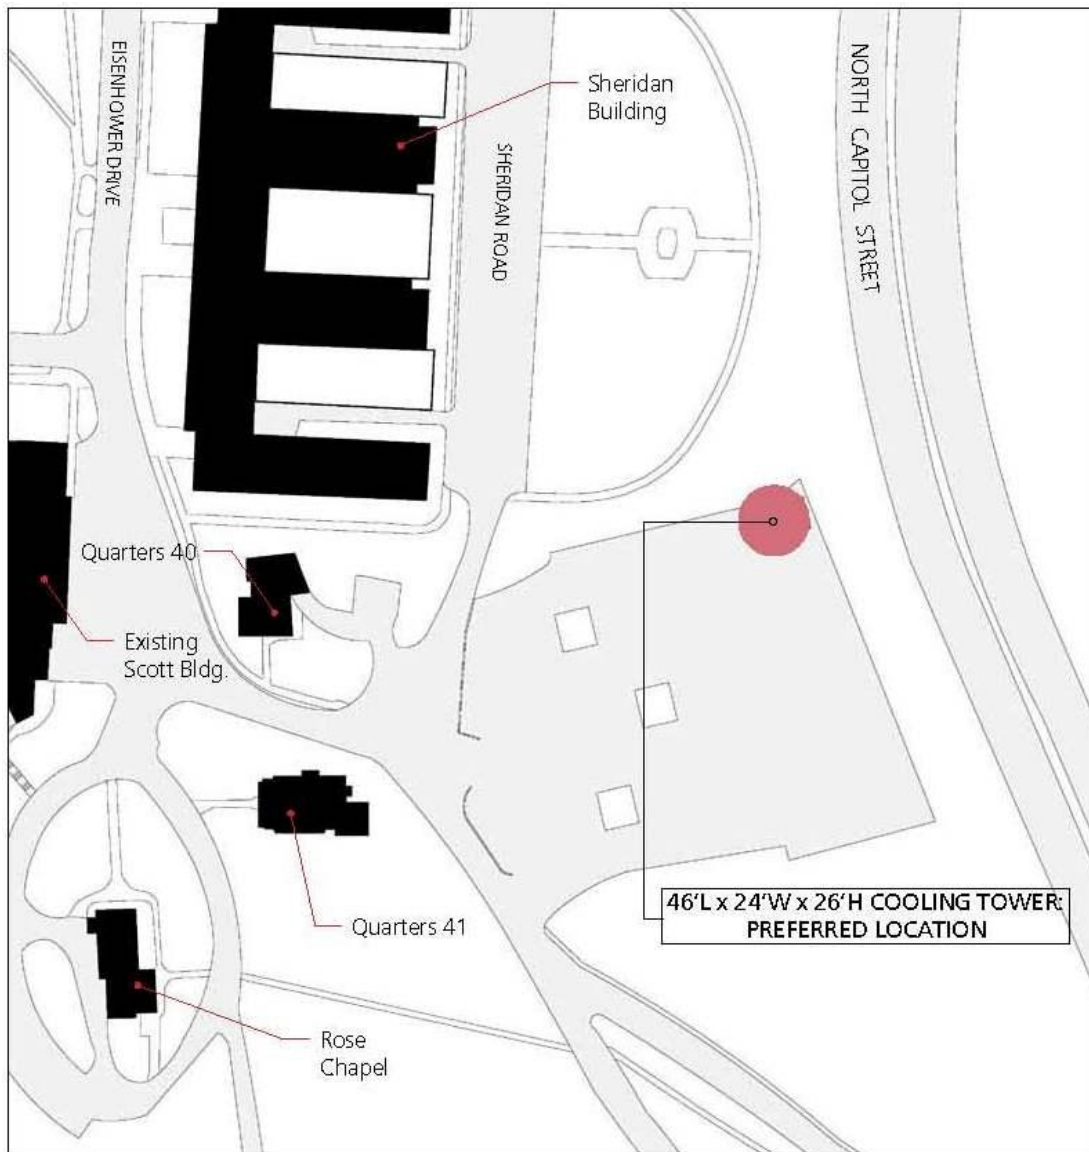 EISENHOWER DRIVE
Sheridan
Building
SHERIDAN ROAD
NORTH CAPITOL STREET
Quarters 40
Existing
Scott Bldg.
Quarters 41
46'L x 24'W x 26'H COOLING TOWER:
PREFERRED LOCATION
Rose
Chapel